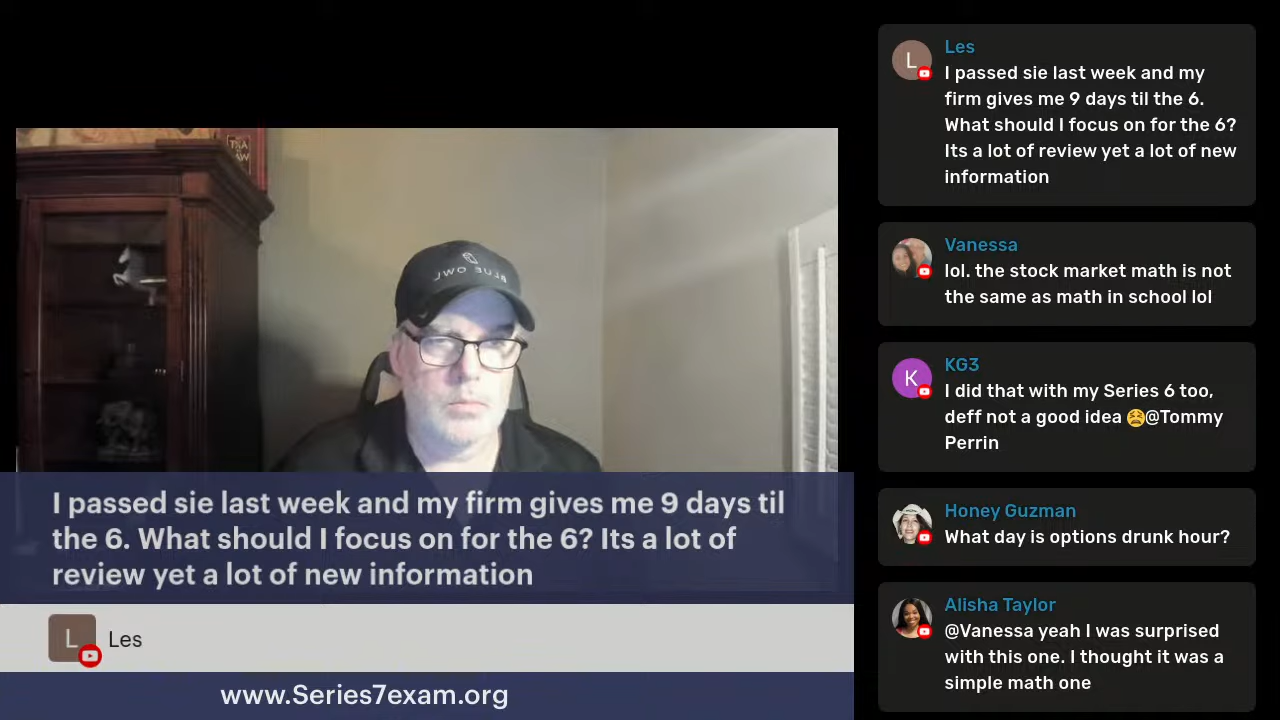 I passed sie last week and my firm gives me 9 days til
the 6. What should I focus on for the 6? Its a lot of
review yet a lot of new information
Les
www.Series7exam.org
BLUE OWL
Les
I passed sie last week and my
firm gives me 9 days til the 6.
What should I focus on for the 6?
Its a lot of review yet a lot of new
information
Vanessa
lol. the stock market math is not
the same as math in school lol
KG3
I did that with my Series 6 too,
deff not a good idea 😫@Tommy
Perrin
Honey Guzman
What day is options drunk hour?
Alisha Taylor
@Vanessa yeah I was surprised
with this one. I thought it was a
simple math one
L
L
K